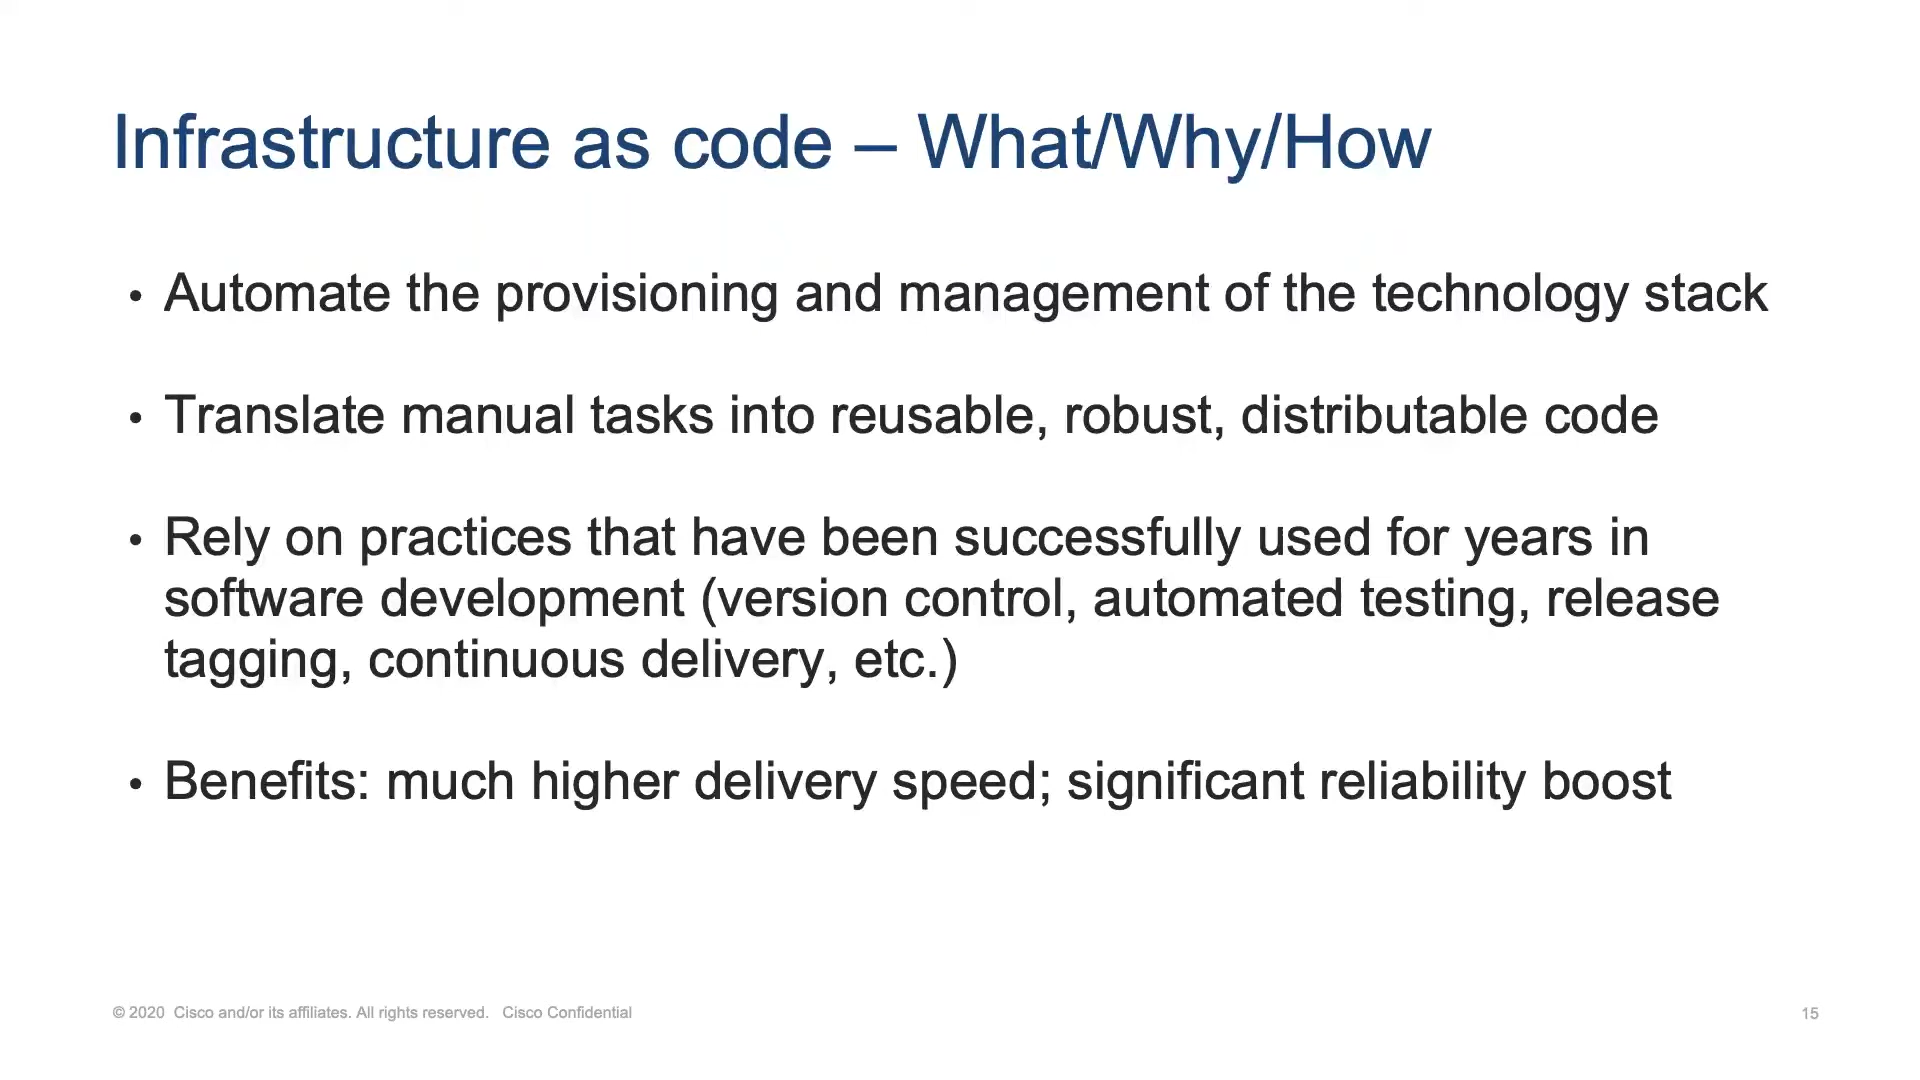 Infrastructure as code – What/Why/How
• Automate the provisioning and management of the technology stack
• Translate manual tasks into reusable, robust, distributable code
• Rely on practices that have been successfully used for years in
software development (version control, automated testing, release
tagging, continuous delivery, etc.)
• Benefits: much higher delivery speed; significant reliability boost
© 2020 Cisco and/or its affiliates. All rights reserved. Cisco Confidential
15